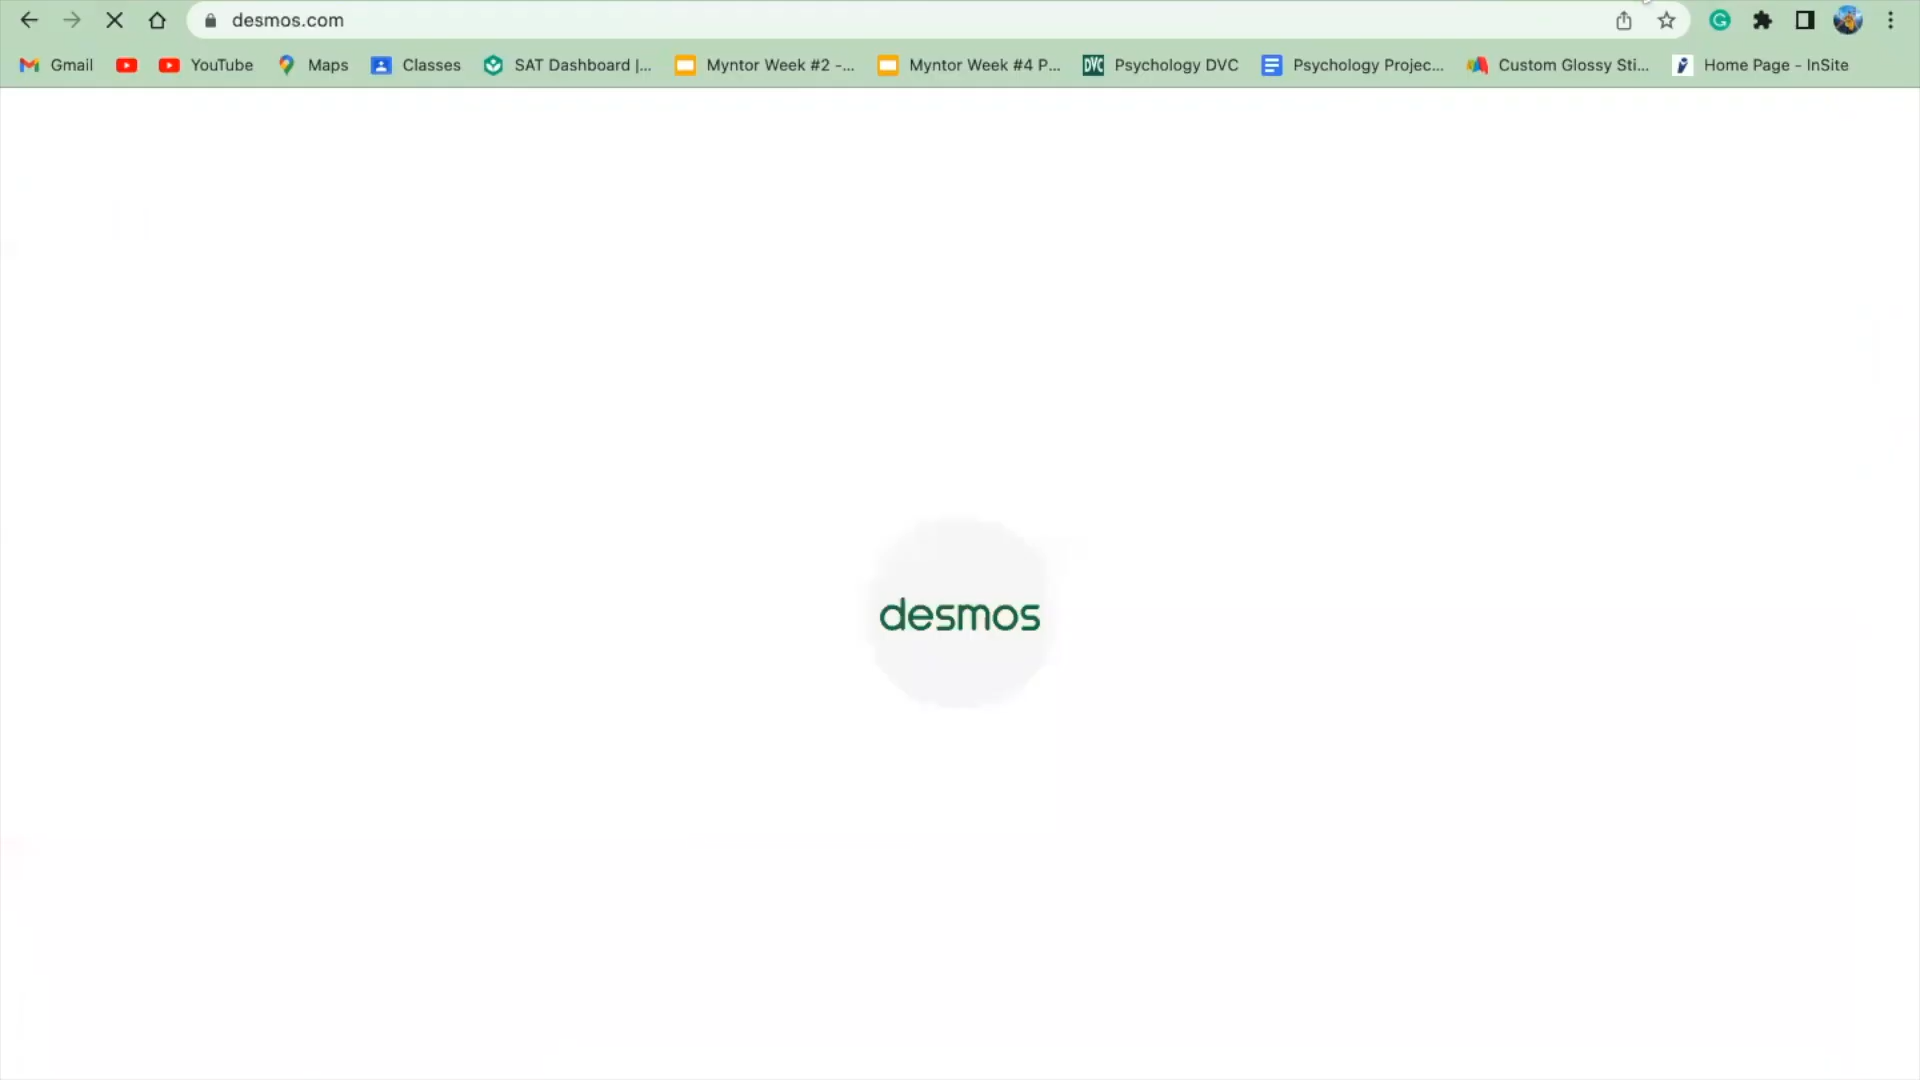 desmos.com
Gmail YouTube Maps Classes SAT Dashboard |... Myntor Week #2 -... Myntor Week #4 P... DVC Psychology DVC Psychology Projec... Custom Glossy Sti... Home Page - InSite
desmos